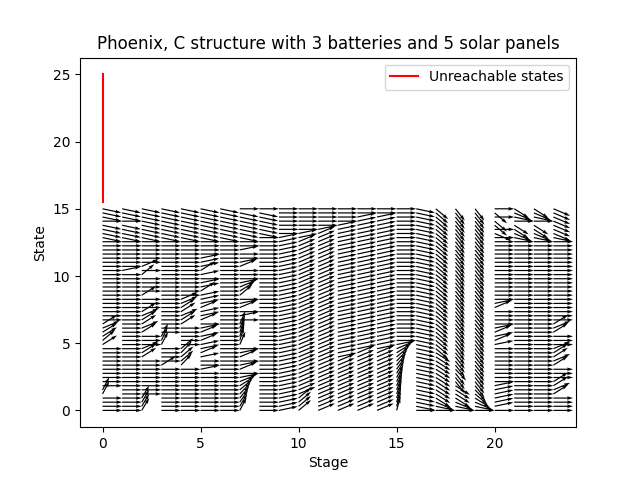 Phoenix, C structure with 3 batteries and 5 solar panels
Unreachable states
25
20
15
10
5
0
State
0
5
10
15
20
Stage